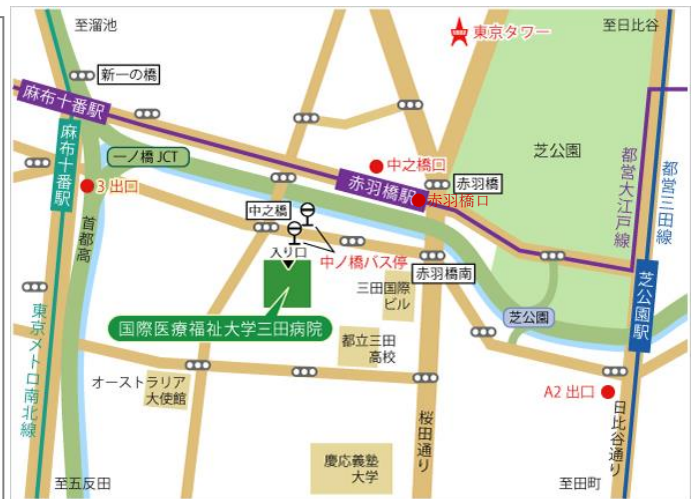 至溜池
東京タワー
至日比谷
新一の橋
麻布十番駅
麻布十番駅
一ノ橋 JCT
3 出口
首都高
中之橋口
赤羽橋駅
赤羽橋
赤羽橋口
芝公園
都営大江戸線
都営三田線
中之橋
入り口
中ノ橋バス停
赤羽橋南
三田国際
ビル
芝公園
芝公園駅
国際医療福祉大学三田病院
都立三田
高校
東京メトロ南北線
オーストラリア
大使館
A2 出口
桜田通り
日比谷通り
慶応義塾
大学
至五反田
至田町